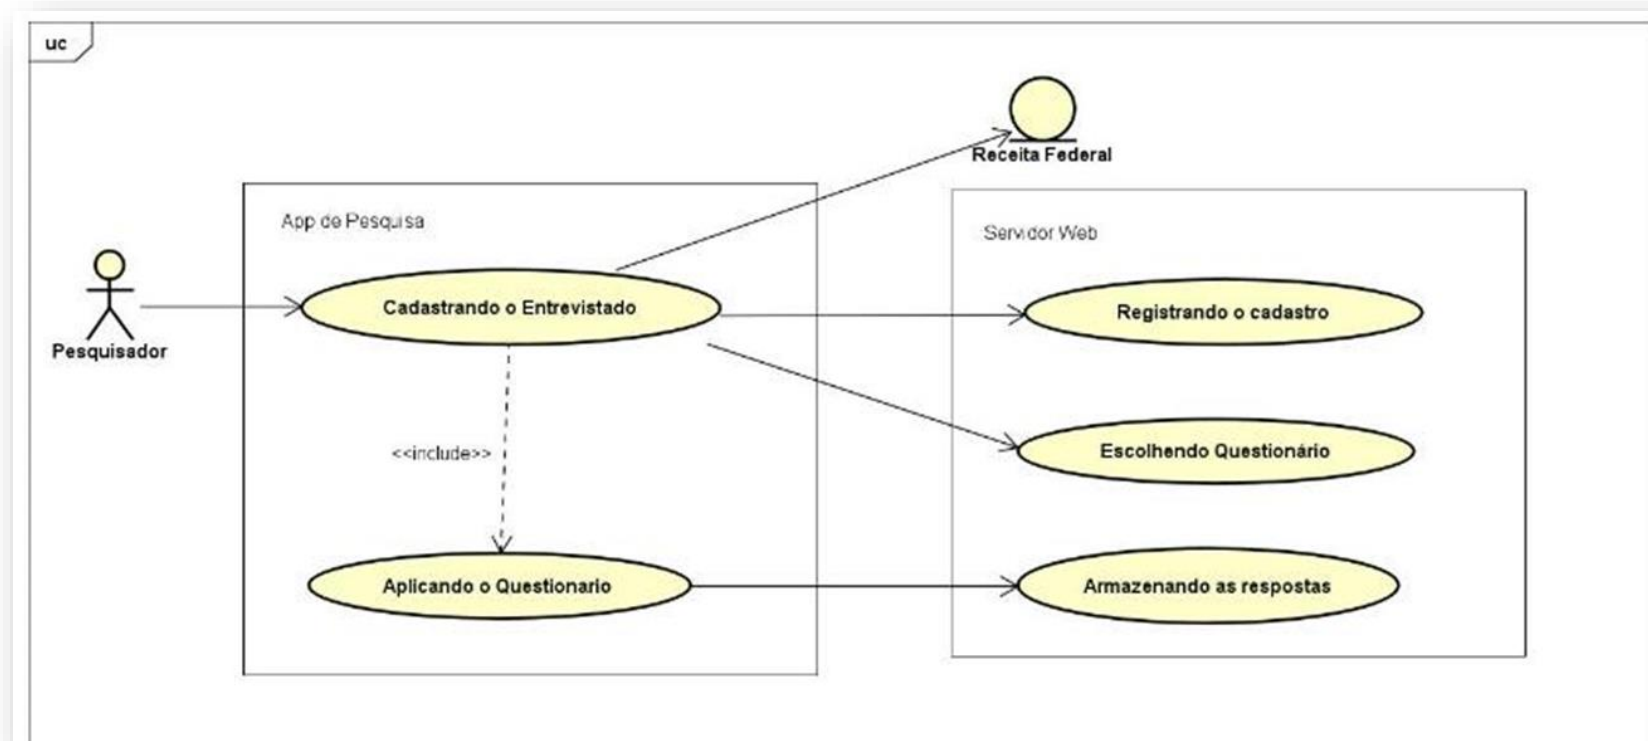 uc
Receita Federal
App de Pesquisa
Servidor Web
Cadastrando o Entrevistado
Registrando o cadastro
Pesquisador
<<include>>
Escolhendo Questionário
Aplicando o Questionario
Armazenando as respostas